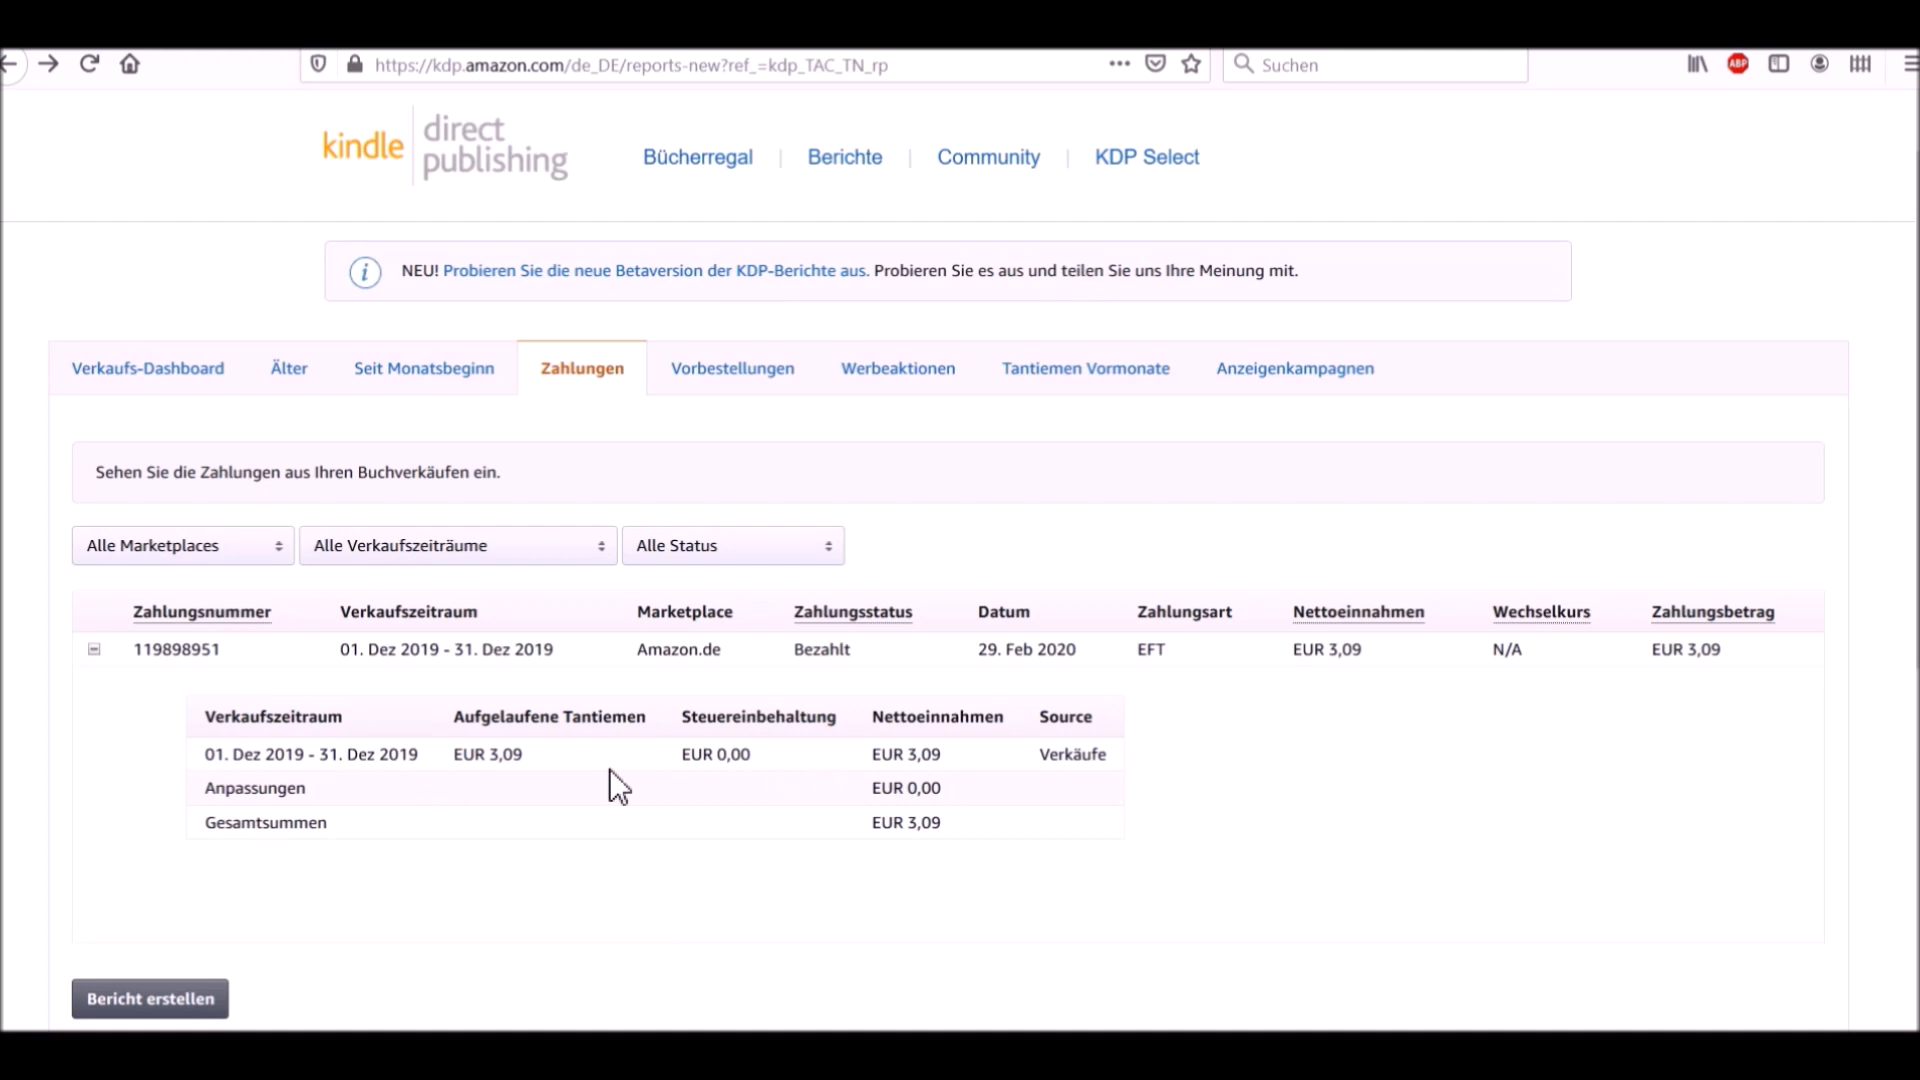 https://kdp.amazon.com/de_DE/reports-new?ref_=kdp_TAC_TN_rp
Suchen
ABP
kindle direct publishing
Bücherregal | Berichte | Community | KDP Select
NEU! Probieren Sie die neue Betaversion der KDP-Berichte aus. Probieren Sie es aus und teilen Sie uns Ihre Meinung mit.
Verkaufs-Dashboard Älter Seit Monatsbeginn Zahlungen Vorbestellungen Werbeaktionen Tantiemen Vormonate Anzeigenkampagnen
Sehen Sie die Zahlungen aus Ihren Buchverkäufen ein.
Alle Marketplaces Alle Verkaufszeiträume Alle Status
Zahlungsnummer Verkaufszeitraum Marketplace Zahlungsstatus Datum Zahlungsart Nettoeinnahmen Wechselkurs Zahlungsbetrag
119898951 01. Dez 2019 - 31. Dez 2019 Amazon.de Bezahlt 29. Feb 2020 EFT EUR 3,09 N/A EUR 3,09
Verkaufszeitraum Aufgelaufene Tantiemen Steuereinbehaltung Nettoeinnahmen Source
01. Dez 2019 - 31. Dez 2019 EUR 3,09 EUR 0,00 EUR 3,09 Verkäufe
Anpassungen EUR 0,00
Gesamtsummen EUR 3,09
Bericht erstellen